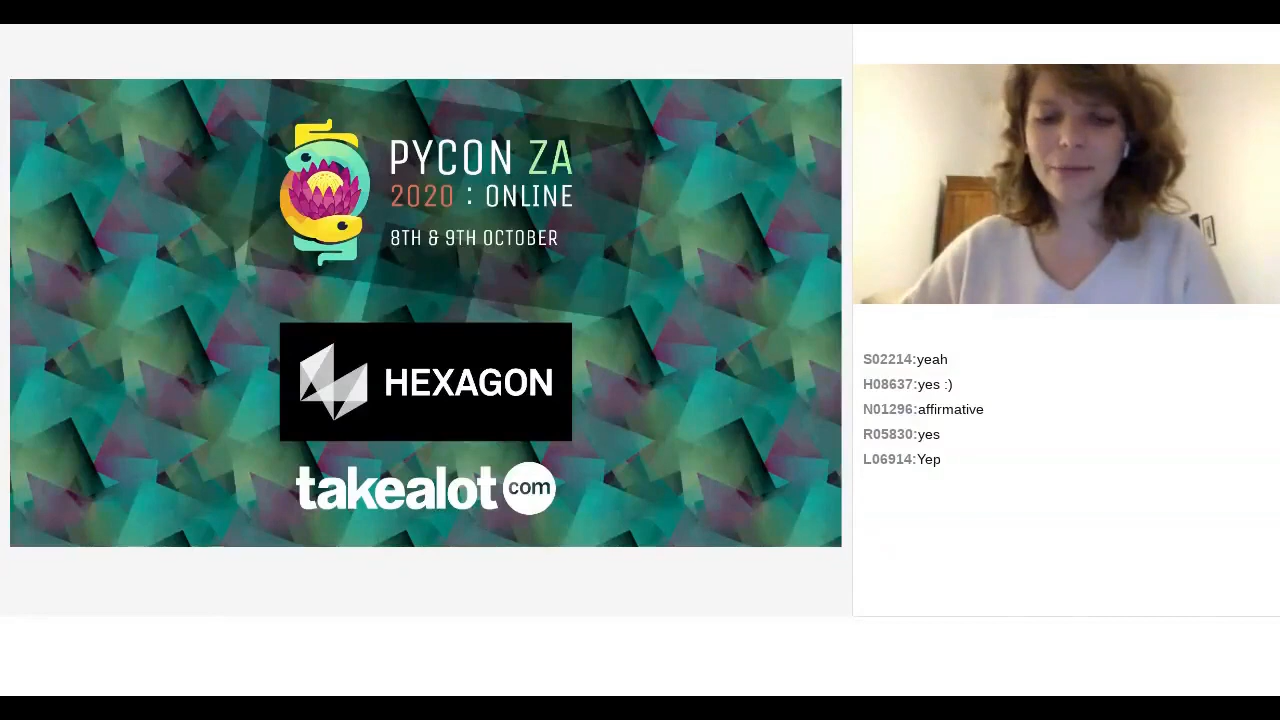 PYCON ZA
2020 : ONLINE
8TH & 9TH OCTOBER
HEXAGON
takealot com
S02214:yeah
H08637:yes :)
N01296:affirmative
R05830:yes
L06914:Yep